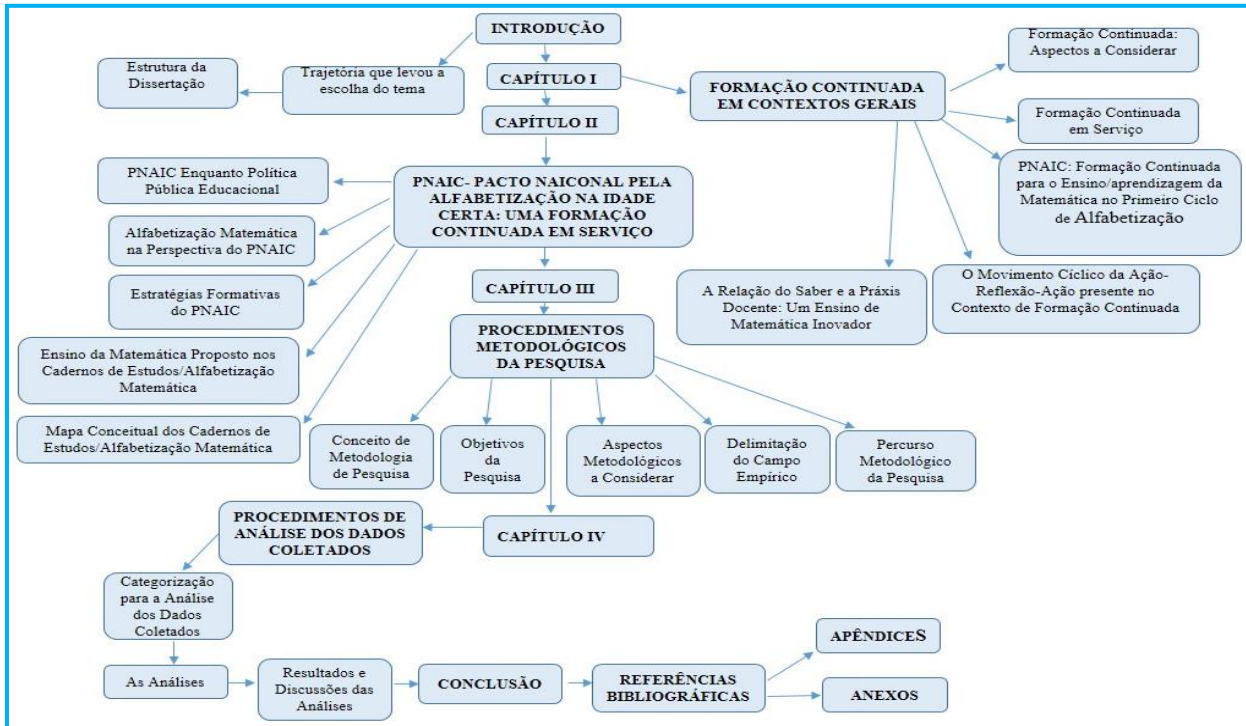 INTRODUÇÃO
Trajetória que levou a
escolha do tema
Estrutura da
Dissertação
CAPÍTULO I
FORMAÇÃO CONTINUADA
EM CONTEXTOS GERAIS
Formação Continuada:
Aspectos a Considerar
Formação Continuada
em Serviço
PNAIC: Formação Continuada
para o Ensino/aprendizagem da
Matemática no Primeiro Ciclo
de Alfabetização
O Movimento Cíclico da Ação-
Reflexão-Ação presente no
Contexto de Formação Continuada
A Relação do Saber e a Práxis
Docente: Um Ensino de
Matemática Inovador
CAPÍTULO II
PNAIC- PACTO NAICONAL PELA
ALFABETIZAÇÃO NA IDADE
CERTA: UMA FORMAÇÃO
CONTINUADA EM SERVIÇO
PNAIC Enquanto Política
Pública Educacional
Alfabetização Matemática
na Perspectiva do PNAIC
Estratégias Formativas
do PNAIC
Ensino da Matemática Proposto nos
Cadernos de Estudos/Alfabetização
Matemática
Mapa Conceitual dos Cadernos de
Estudos/Alfabetização Matemática
CAPÍTULO III
PROCEDIMENTOS
METODOLÓGICOS
DA PESQUISA
Conceito de
Metodologia
de Pesquisa
Objetivos
da
Pesquisa
Aspectos
Metodológicos
a Considerar
Delimitação
do Campo
Empírico
Percurso
Metodológico
da Pesquisa
CAPÍTULO IV
PROCEDIMENTOS DE
ANÁLISE DOS DADOS
COLETADOS
Categorização
para a Análise
dos Dados
Coletados
As Análises
Resultados e
Discussões das
Análises
CONCLUSÃO
REFERÊNCIAS
BIBLIOGRÁFICAS
APÊNDICES
ANEXOS